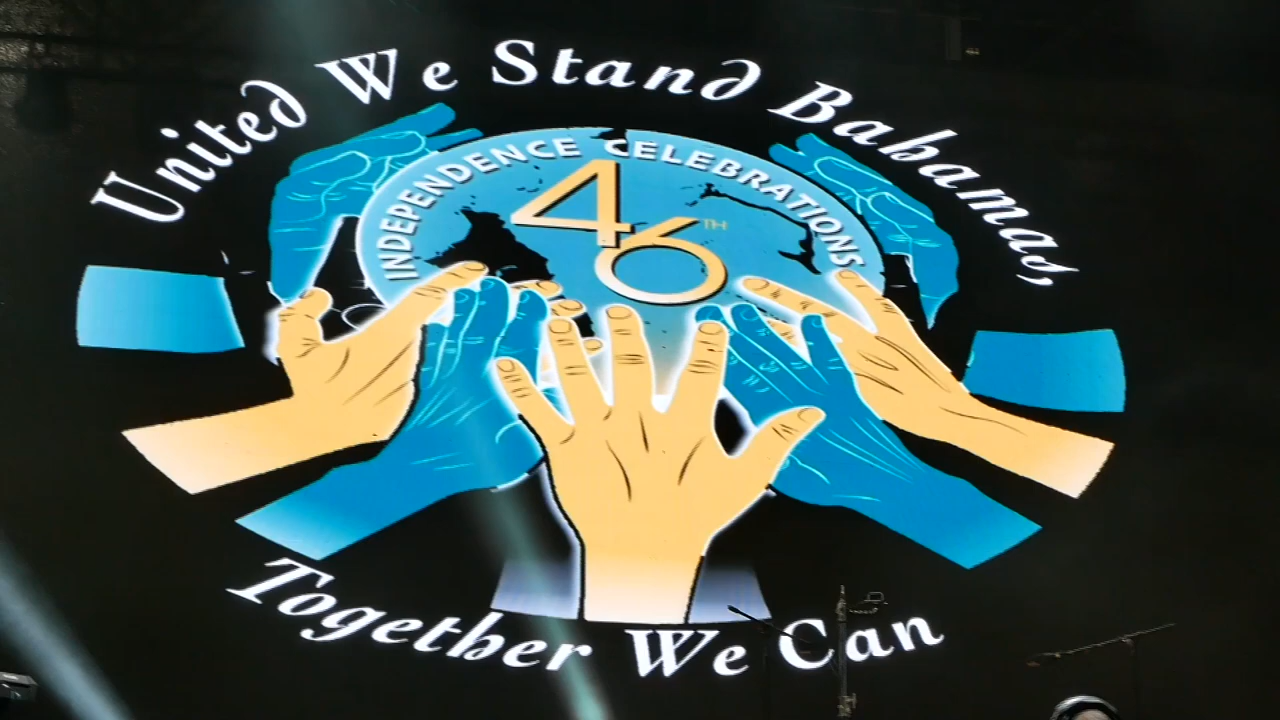 United We Stand Bahamas,
INDEPENDENCE CELEBRATIONS
46TH
Together We Can